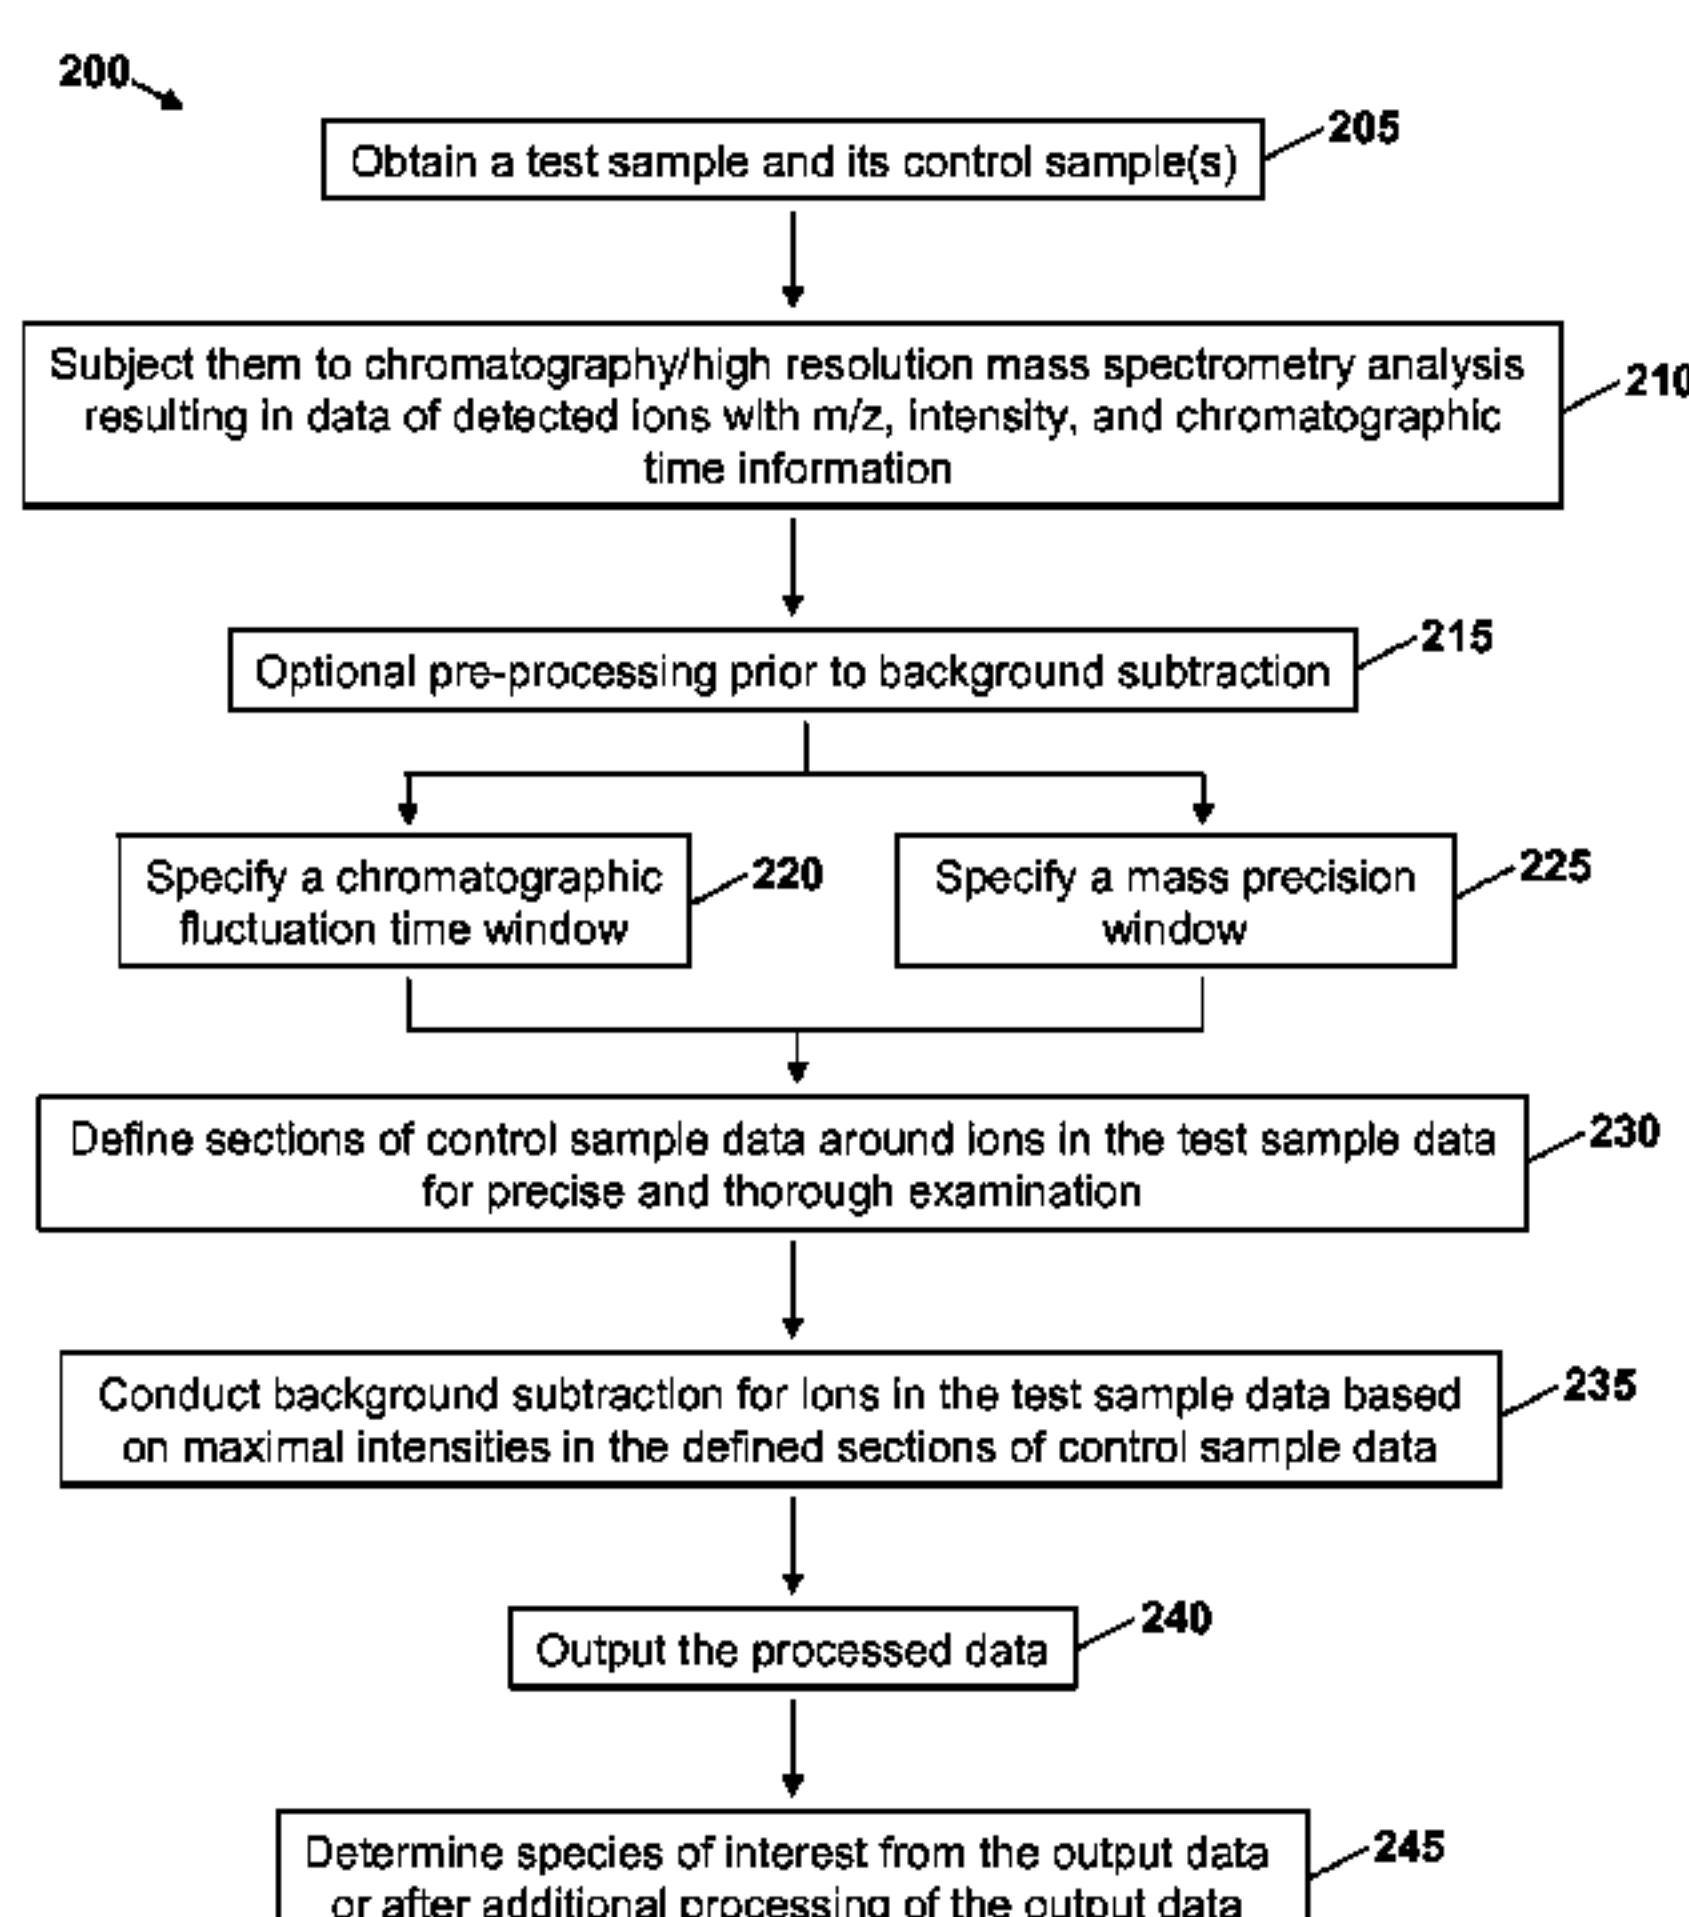 200
205
Obtain a test sample and its control sample(s)
Subject them to chromatography/high resolution mass spectrometry analysis
210
resulting in data of detected ions with m/z, intensity, and chromatographic
time information
215
Optional pre-processing prior to background subtraction
Specify a chromatographic
fluctuation time window
220
Specify a mass precision
window
225
Define sections of control sample data around ions in the test sample data
for precise and thorough examination
230
Conduct background subtraction for ions in the test sample data based
on maximal intensities in the defined sections of control sample data
235
240
Output the processed data
Determine species of interest from the output data
or after additional processing of the output data
245